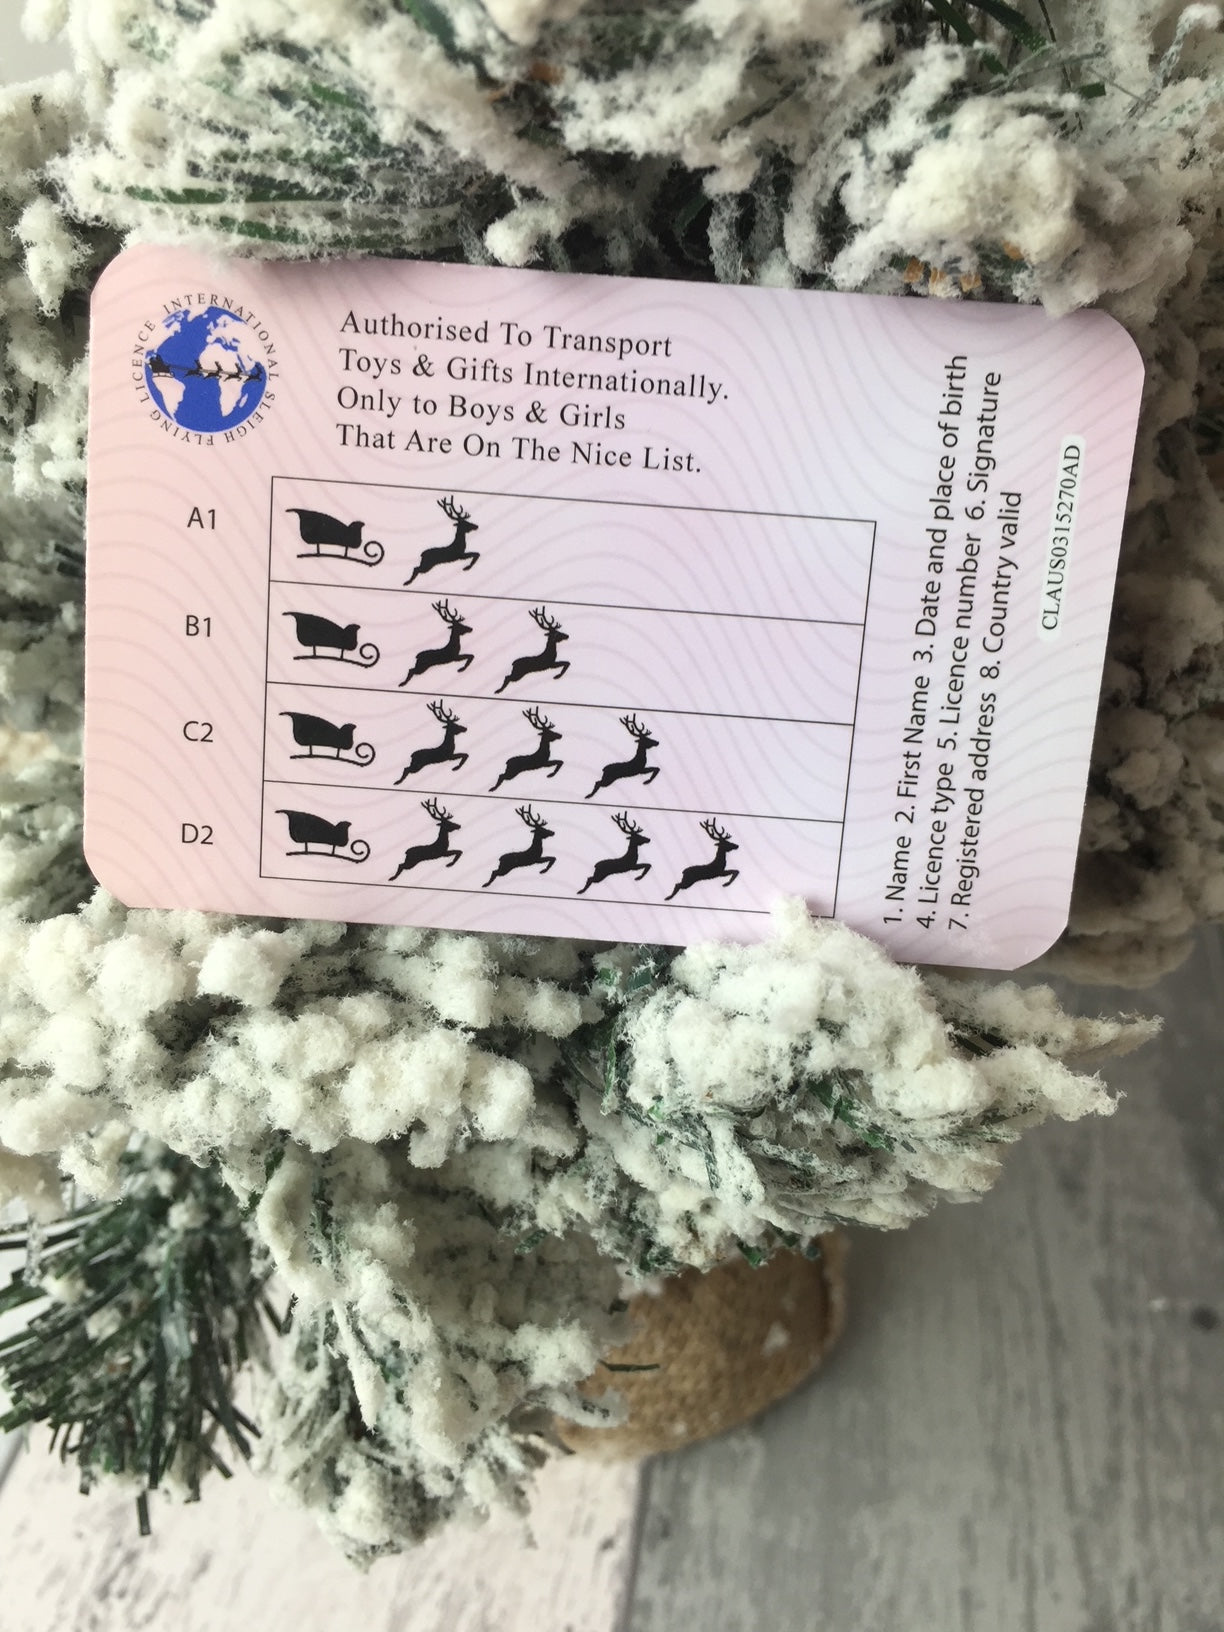 INTERNATIONAL SLEIGH FLYING LICENCE
Authorised To Transport
Toys & Gifts Internationally.
Only to Boys & Girls
That Are On The Nice List.
A1
B1
C2
D2
1. Name 2. First Name 3. Date and place of birth
4. Licence type 5. Licence number 6. Signature
7. Registered address 8. Country valid
CLAUS0315270AD